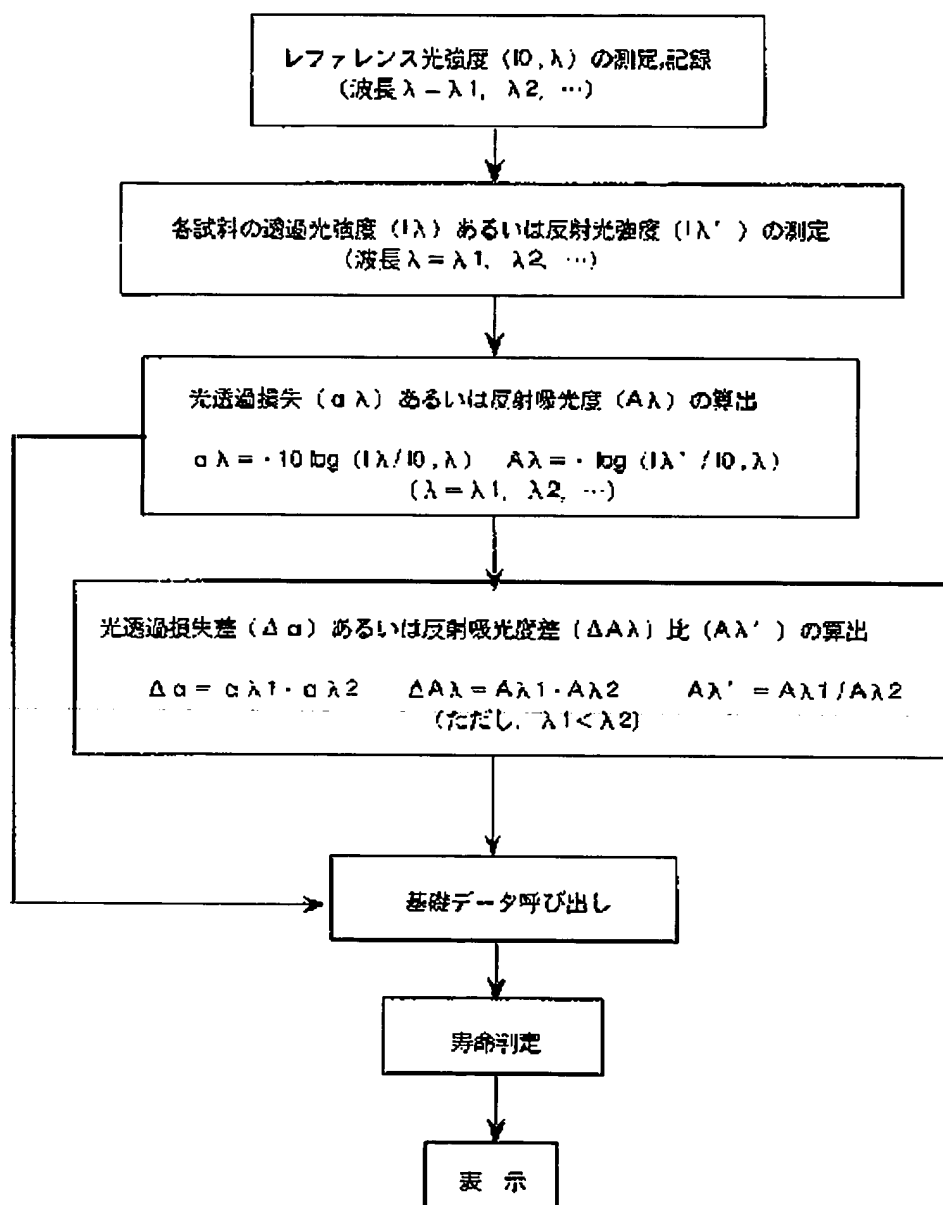 レファレンス光強度 (I0,λ) の測定,記録
(波長λ－λ1, λ2, …)
各試料の透過光強度 (Iλ) あるいは反射光強度 (Iλ') の測定
(波長λ＝λ1, λ2, …)
光透過損失 (αλ) あるいは反射吸光度 (Aλ) の算出
αλ＝・10 log (Iλ/I0,λ) Aλ＝・log (Iλ'/I0,λ)
(λ＝λ1, λ2, …)
光透過損失差 (Δα) あるいは反射吸光度差 (ΔAλ) 比 (Aλ') の算出
Δα＝αλ1・αλ2 ΔAλ＝Aλ1・Aλ2 Aλ'＝Aλ1/Aλ2
(ただし, λ1＜λ2)
基礎データ呼び出し
寿命判定
表 示